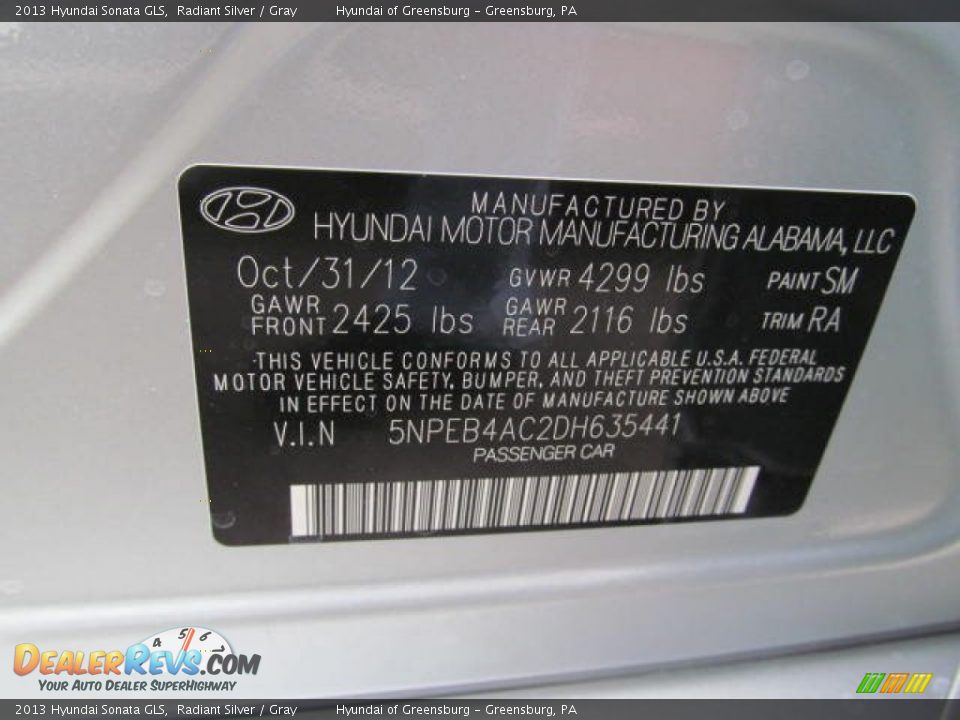 2013 Hyundai Sonata GLS, Radiant Silver / Gray Hyundai of Greensburg - Greensburg, PA
MANUFACTURED BY
HYUNDAI MOTOR MANUFACTURING ALABAMA, LLC
Oct/31/12 GVWR 4299 lbs PAINT SM
GAWR FRONT 2425 lbs GAWR REAR 2116 lbs TRIM RA
THIS VEHICLE CONFORMS TO ALL APPLICABLE U.S.A. FEDERAL
MOTOR VEHICLE SAFETY, BUMPER, AND THEFT PREVENTION STANDARDS
IN EFFECT ON THE DATE OF MANUFACTURE SHOWN ABOVE
V.I.N 5NPEB4AC2DH635441
PASSENGER CAR
4 5 6 7
DEALERREVS.COM
YOUR AUTO DEALER SUPERHIGHWAY
2013 Hyundai Sonata GLS, Radiant Silver / Gray Hyundai of Greensburg - Greensburg, PA